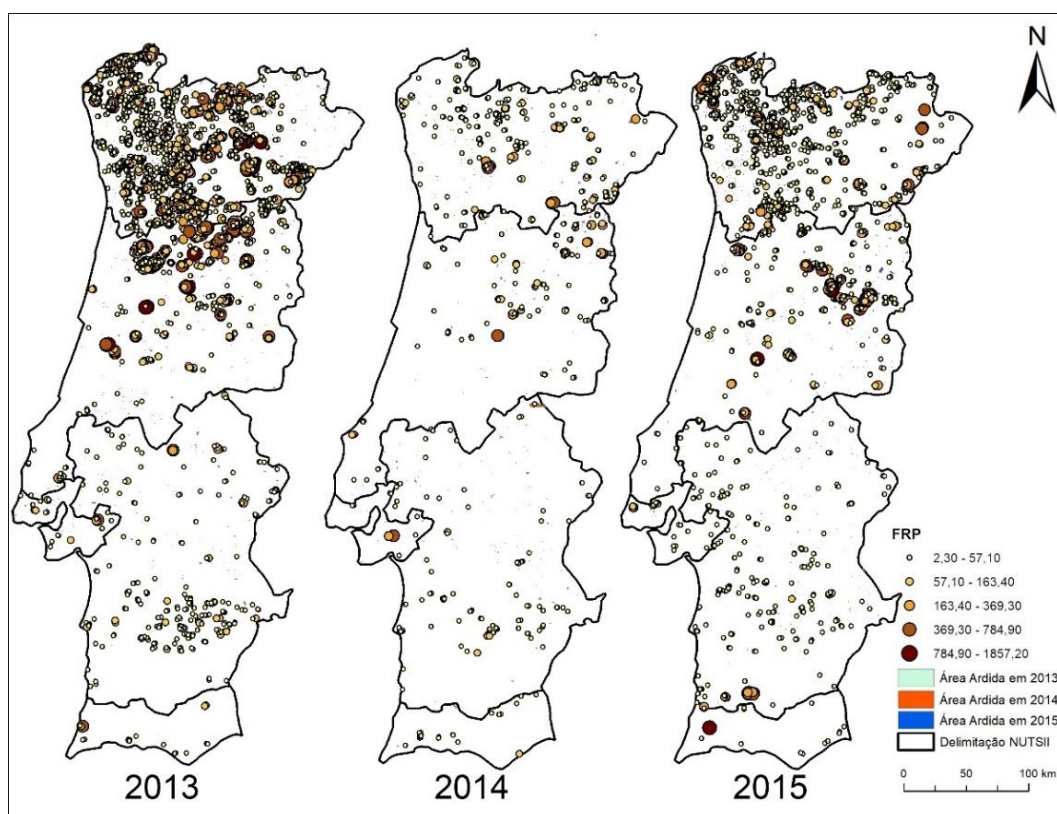 N
FRP
2,30 - 57,10
57,10 - 163,40
163,40 - 369,30
369,30 - 784,90
784,90 - 1857,20
Área Ardida em 2013
Área Ardida em 2014
Área Ardida em 2015
Delimitação NUTSII
0 50 100 km
2013 2014 2015